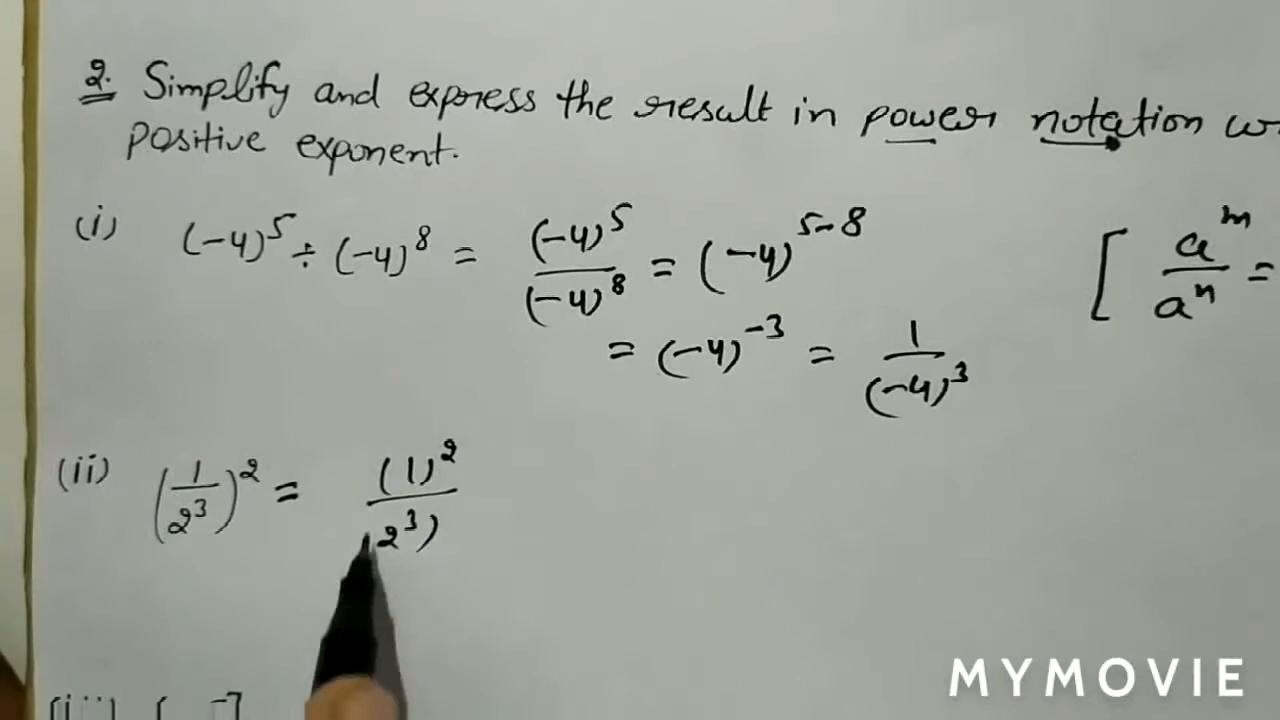 2. Simplify and express the result in power notation
positive exponent.
(i) (-4)^5 ÷ (-4)^8 = (-4)^5 / (-4)^8 = (-4)^{5-8} [ a^m / a^n =
= (-4)^{-3} = 1 / (-4)^3
(ii) (1 / 2^3)^2 = (1)^2 / 2^3)
MYMOVIE